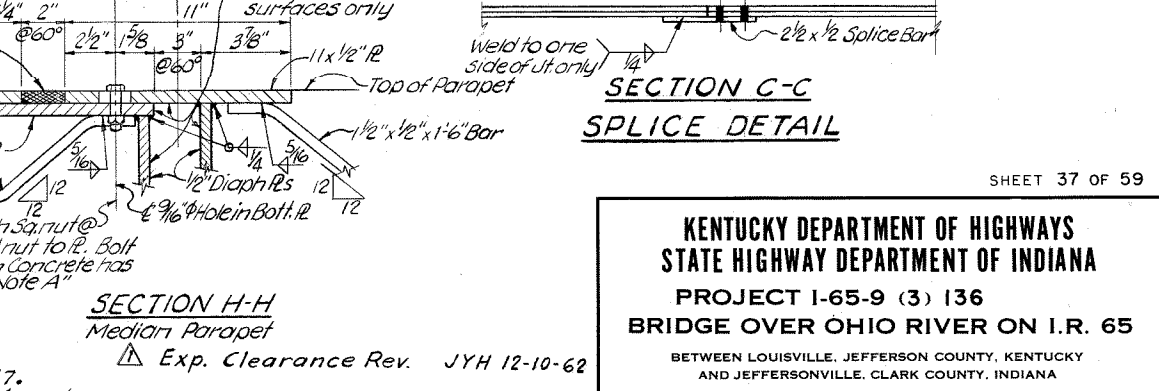 surfaces only
1/4" 2" 11"
@60° 2½" 1⅝ 3" 3⅞"
@60°
11 x ½" ℞
Top of Parapet
1½" x ½" x 1'-6" Bar
5/16 1/4 5/16
½" Diaph ℞s
12 12
12 12
℄ 9/16" Φ Hole in Bott. ℞
Sq. nut @
nut to ℞. Bolt
Concrete has
Note A"
SECTION H-H
Median Parapet
1 Exp. Clearance Rev. JYH 12-10-62
7.
Weld to one
side of Jt. only
1/4
2½ x ½ Splice Bar
SECTION C-C
SPLICE DETAIL
SHEET 37 OF 59
KENTUCKY DEPARTMENT OF HIGHWAYS
STATE HIGHWAY DEPARTMENT OF INDIANA
PROJECT I-65-9 (3) 136
BRIDGE OVER OHIO RIVER ON I.R. 65
BETWEEN LOUISVILLE, JEFFERSON COUNTY, KENTUCKY
AND JEFFERSONVILLE, CLARK COUNTY, INDIANA